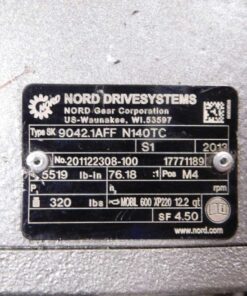 NORD DRIVESYSTEMS
NORD Gear Corporation
US-Waunakee, WI.53597
Type SK 9042.1AFF N140TC
S1 2013
No. 201122308-100 17771189
5519 lb-in 76.18 :1 Pos M4
320 lbs MOBIL 600 XP220 12.2 qt
SF 4.50
www.nord.com